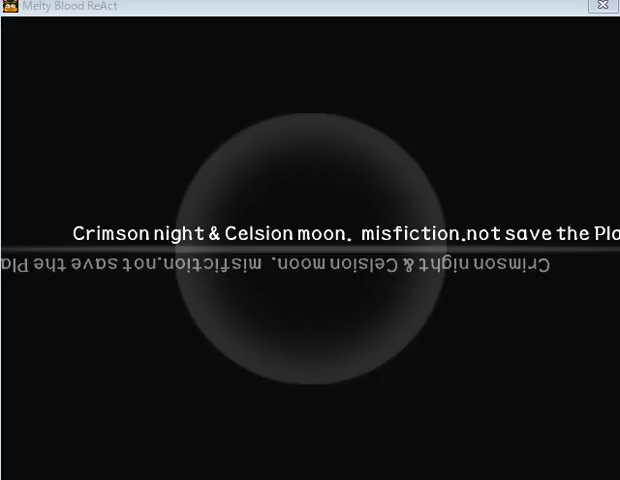 Melty Blood ReAct
Crimson night & Celsion moon. misfiction.not save the Pla
Crimson night & Celsion moon. misfiction.not save the Pla